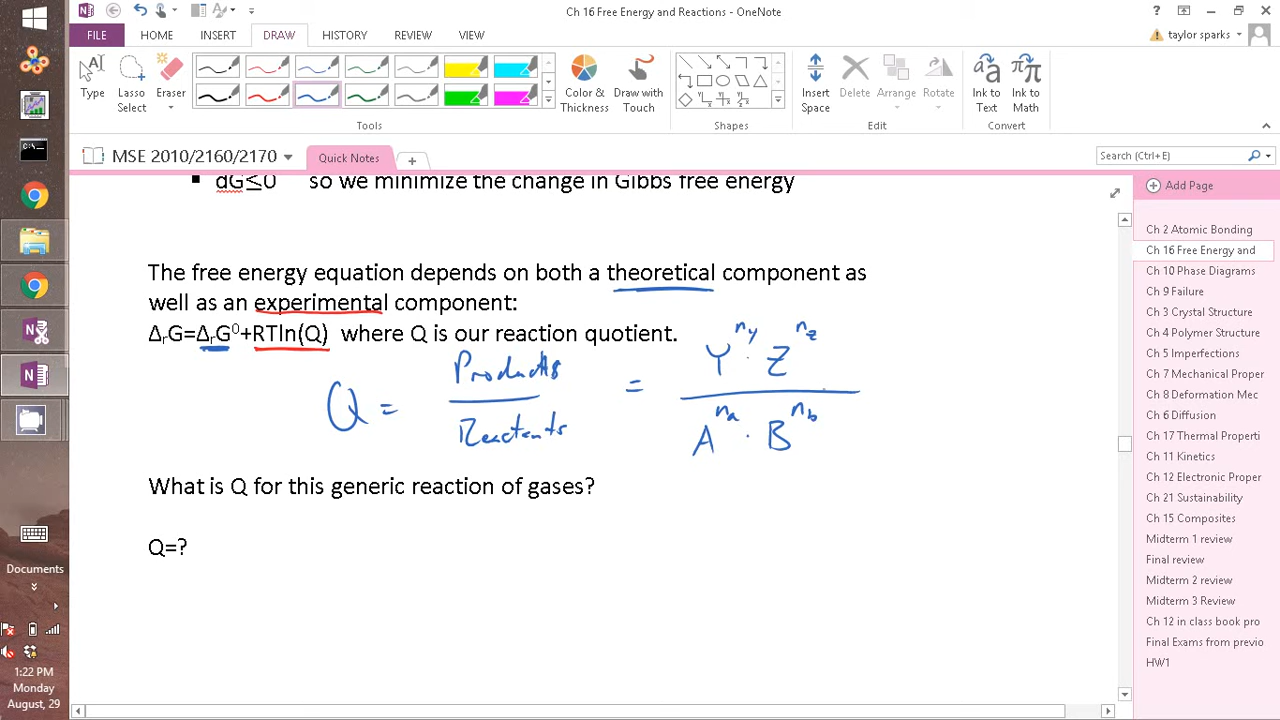 Ch 16 Free Energy and Reactions - OneNote
FILE HOME INSERT DRAW HISTORY REVIEW VIEW
taylor sparks
Type Lasso Select Eraser
Color & Thickness Draw with Touch
Insert Space Delete Arrange Rotate
Ink to Text Ink to Math
Tools Shapes Edit Convert
MSE 2010/2160/2170 Quick Notes
Search (Ctrl+E)
Add Page
Ch 2 Atomic Bonding
Ch 16 Free Energy and
Ch 10 Phase Diagrams
Ch 9 Failure
Ch 3 Crystal Structure
Ch 4 Polymer Structure
Ch 5 Imperfections
Ch 7 Mechanical Proper
Ch 8 Deformation Mec
Ch 6 Diffusion
Ch 17 Thermal Properti
Ch 11 Kinetics
Ch 12 Electronic Proper
Ch 21 Sustainability
Ch 15 Composites
Midterm 1 review
Final review
Midterm 2 review
Midterm 3 Review
Ch 12 in class book pro
Final Exams from previo
HW1
▪ dG≤0 so we minimize the change in Gibbs free energy
The free energy equation depends on both a theoretical component as
well as an experimental component:
ΔrG=ΔrG⁰+RTln(Q) where Q is our reaction quotient.
Q = Products / Reactants = Y^ny · Z^nz / A^na · B^nb
What is Q for this generic reaction of gases?
Q=?
Documents
1:22 PM
Monday
August, 29